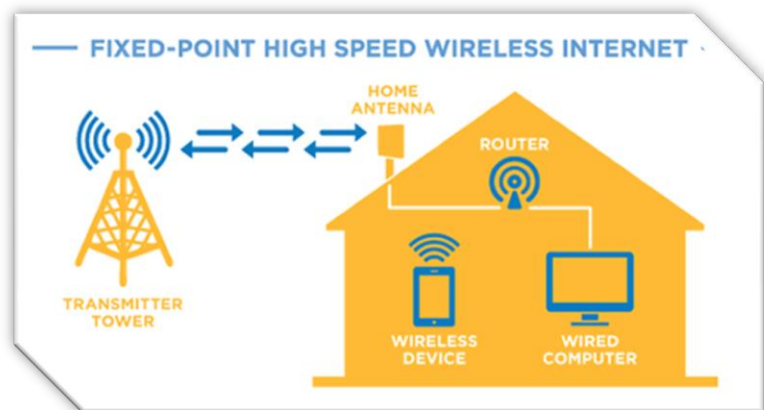 FIXED-POINT HIGH SPEED WIRELESS INTERNET
HOME
ANTENNA
ROUTER
TRANSMITTER
TOWER
WIRELESS
DEVICE
WIRED
COMPUTER